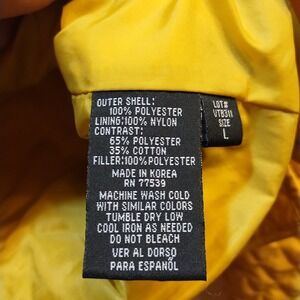 OUTER SHELL:
100% POLYESTER
LINING:100% NYLON
CONTRAST:
65% POLYESTER
35% COTTON
FILLER:100%POLYESTER
MADE IN KOREA
RN 77539
MACHINE WASH COLD
WITH SIMILAR COLORS
TUMBLE DRY LOW
COOL IRON AS NEEDED
DO NOT BLEACH
VER AL DORSO
PARA ESPAÑOL
LOT#
UTB311
SIZE
L